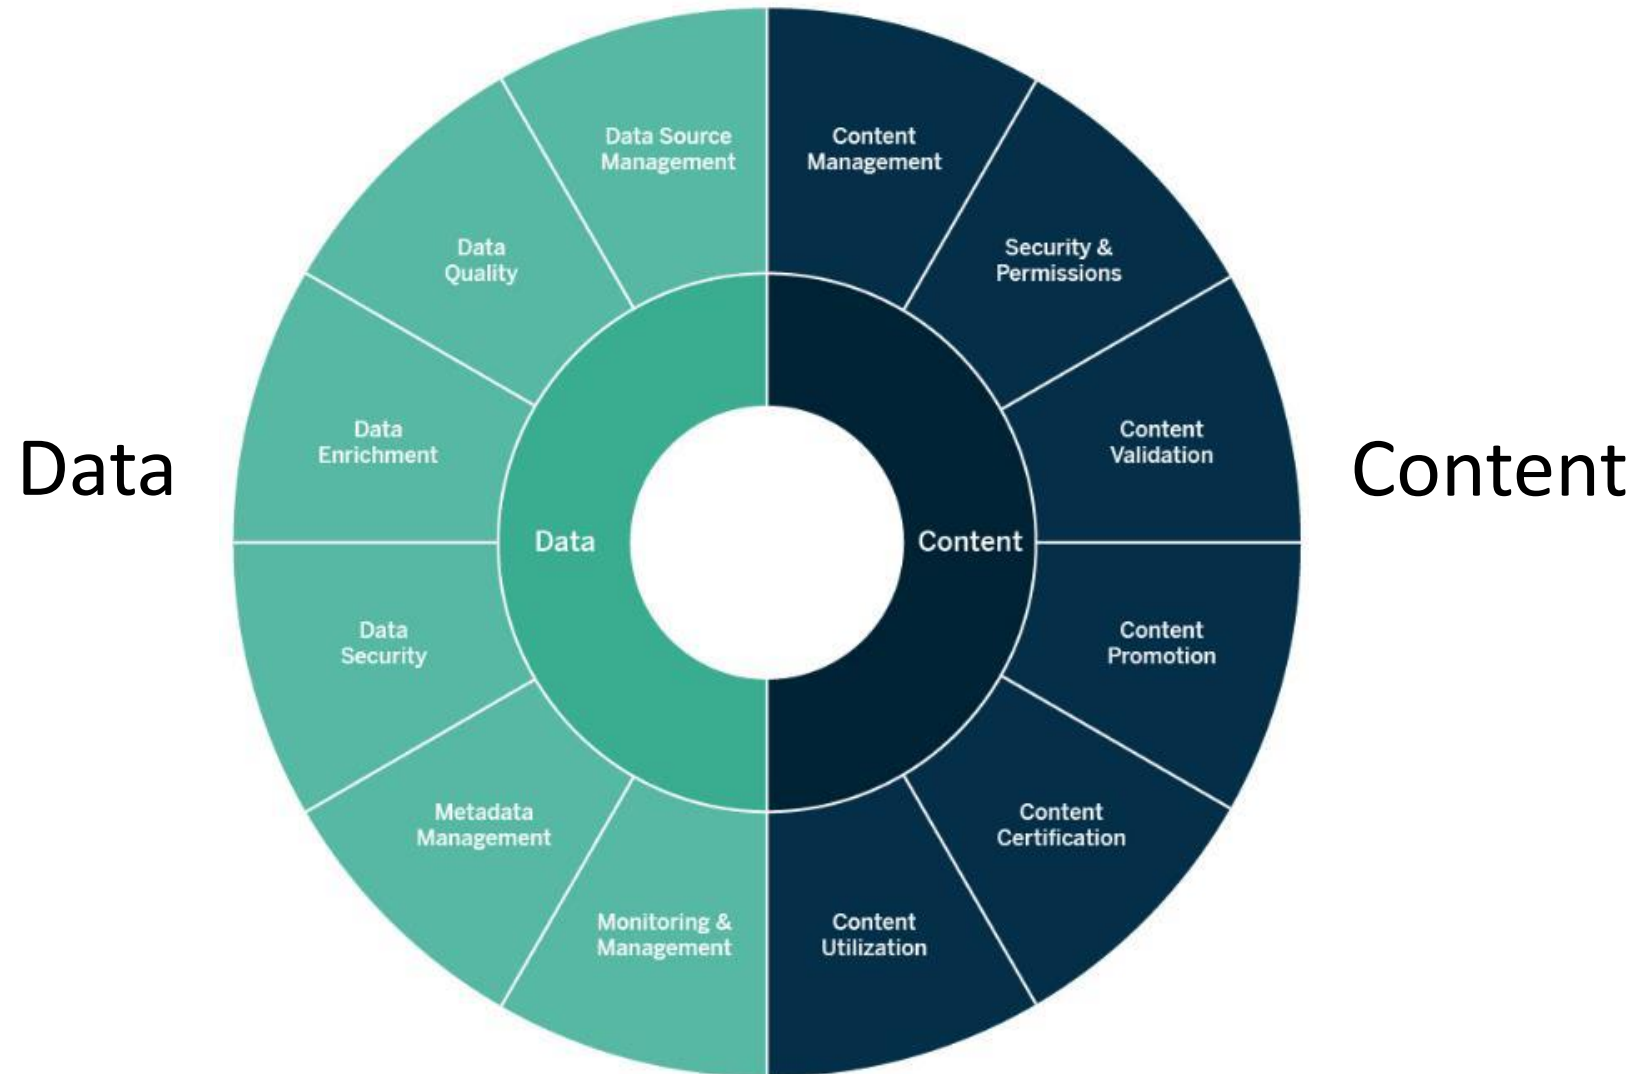 Data Source
Management
Content
Management
Data
Quality
Security &
Permissions
Data
Enrichment
Content
Validation
Data
Content
Data
Content
Data
Security
Content
Promotion
Metadata
Management
Content
Certification
Monitoring &
Management
Content
Utilization